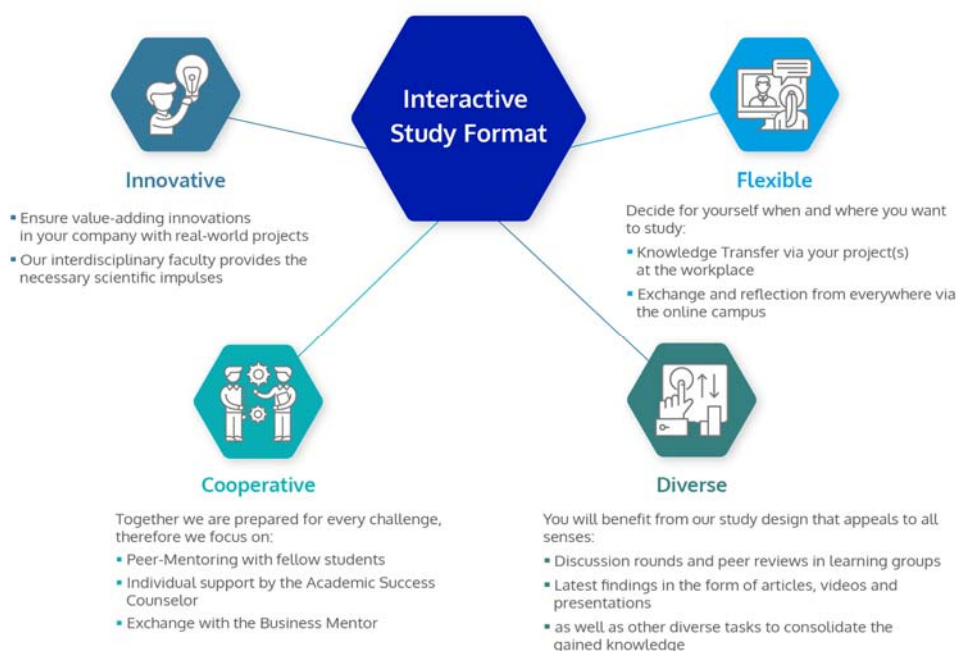 Interactive
Study Format
Innovative
▪ Ensure value-adding innovations
in your company with real-world projects
▪ Our interdisciplinary faculty provides the
necessary scientific impulses
Flexible
Decide for yourself when and where you want
to study:
▪ Knowledge Transfer via your project(s)
at the workplace
▪ Exchange and reflection from everywhere via
the online campus
Cooperative
Together we are prepared for every challenge,
therefore we focus on:
▪ Peer-Mentoring with fellow students
▪ Individual support by the Academic Success
Counselor
▪ Exchange with the Business Mentor
Diverse
You will benefit from our study design that appeals to all
senses:
▪ Discussion rounds and peer reviews in learning groups
▪ Latest findings in the form of articles, videos and
presentations
▪ as well as other diverse tasks to consolidate the
gained knowledge